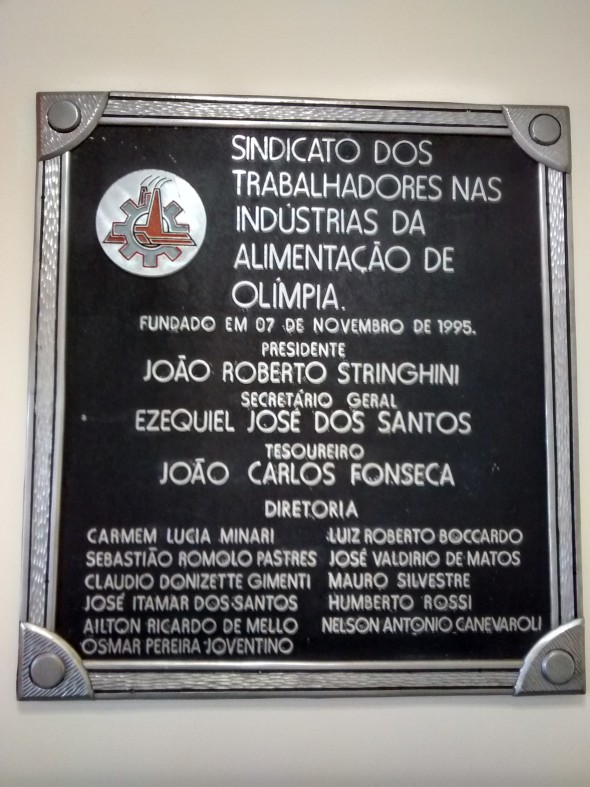 SINDICATO DOS
TRABALHADORES NAS
INDÚSTRIAS DA
ALIMENTAÇÃO DE
OLÍMPIA.
FUNDADO EM 07 DE NOVEMBRO DE 1995.
PRESIDENTE
JOÃO ROBERTO STRINGHINI
SECRETÁRIO GERAL
EZEQUIEL JOSÉ DOS SANTOS
TESOUREIRO
JOÃO CARLOS FONSECA
DIRETORIA
CARMEM LUCIA MINARI
SEBASTIÃO ROMOLO PASTRES
CLAUDIO DONIZETTE GIMENTI
JOSÉ ITAMAR DOS SANTOS
AILTON RICARDO DE MELLO
OSMAR PEREIRA JOVENTINO
LUIZ ROBERTO BOCCARDO
JOSÉ VALDIRIO DE MATOS
MAURO SILVESTRE
HUMBERTO ROSSI
NELSON ANTONIO CANEVAROLI